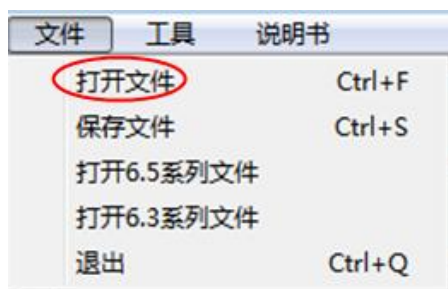 文件 工具 说明书
打开文件 Ctrl+F
保存文件 Ctrl+S
打开6.5系列文件
打开6.3系列文件
退出 Ctrl+Q